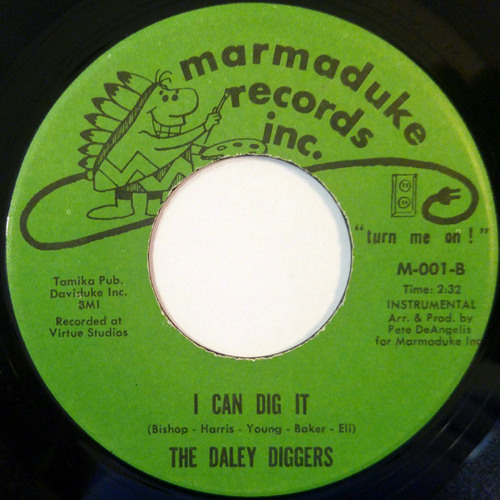 marmaduke
records
inc.
"turn me on!"
Tamika Pub.
Daviduke Inc.
BMI
Recorded at
Virtue Studios
M-001-B
Time: 2:32
INSTRUMENTAL
Arr. & Prod. by
Pete DeAngelis
for Marmaduke Inc
I CAN DIG IT
(Bishop - Harris - Young - Baker - Eli)
THE DALEY DIGGERS